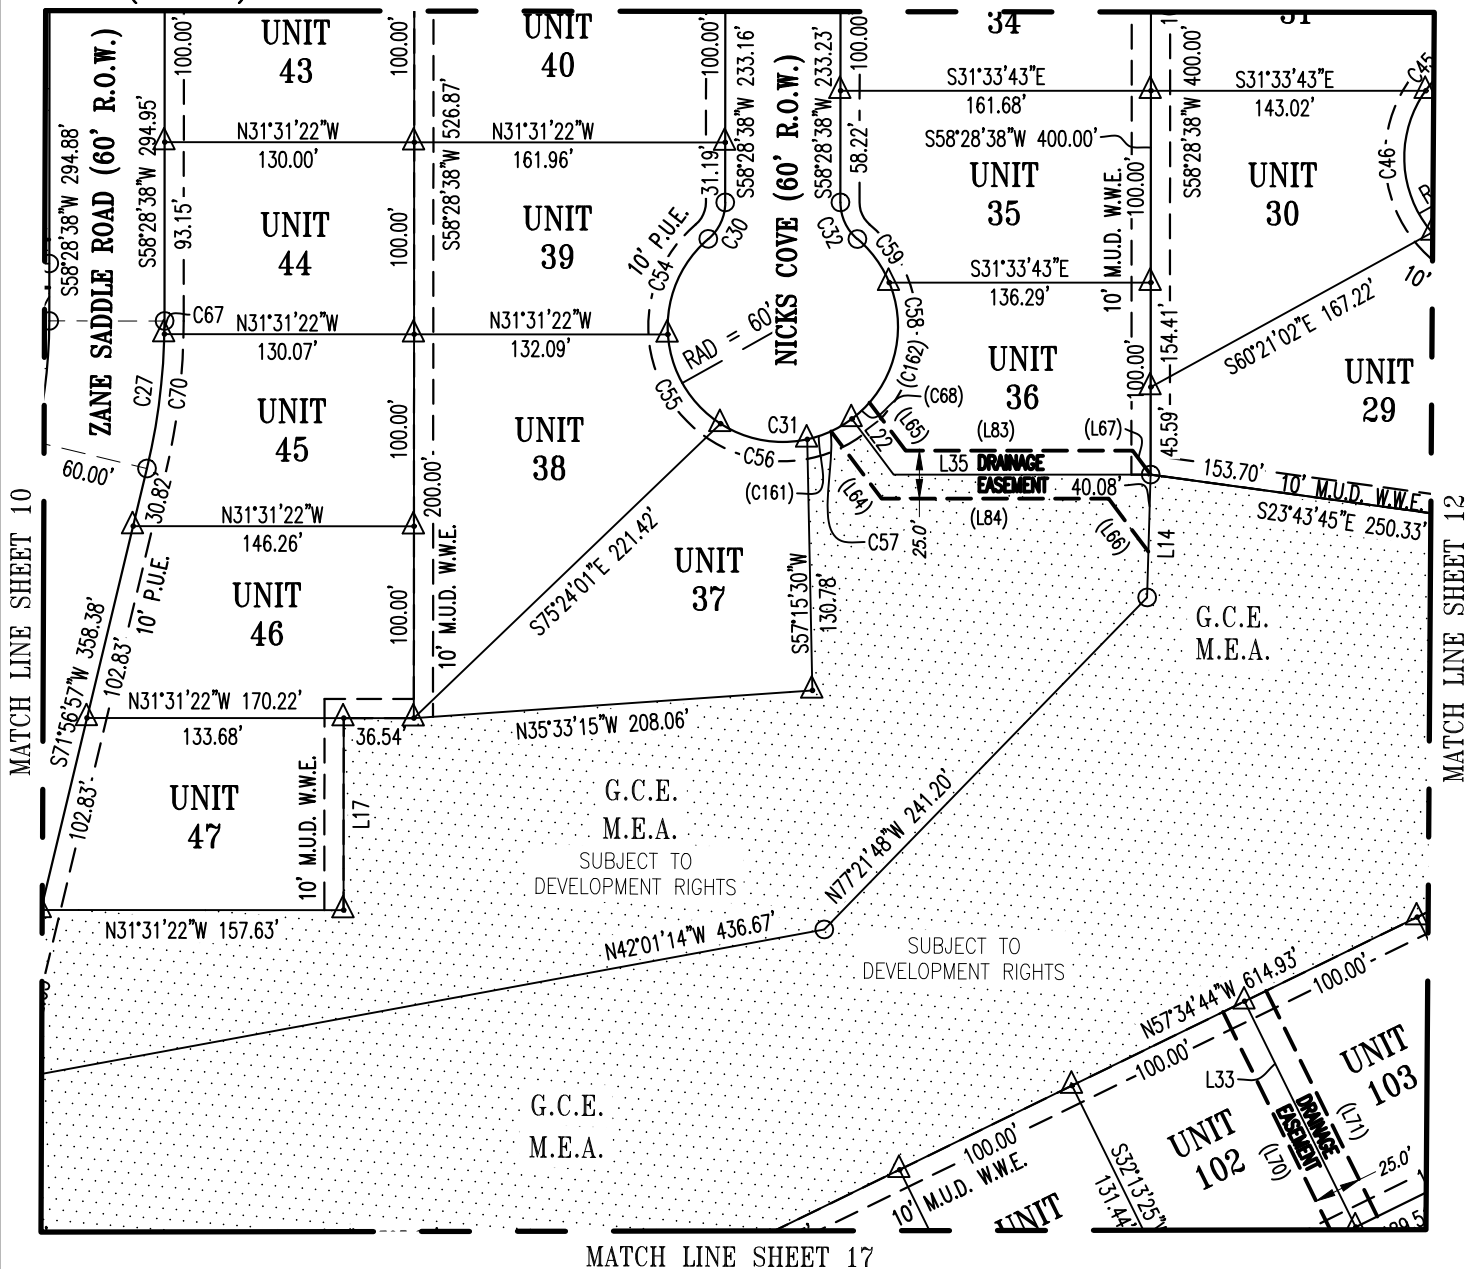 UNIT
43
UNIT
40
34
100.00'
100.00'
100.00'
S58°28'38"W 233.16'
S58°28'38"W 233.23'
100.00
S58°28'38"W 400.00'
S58°28'38"W 294.88'
ZANE SADDLE ROAD (60' R.O.W.)
S58°28'38"W 294.95'
93.15'
S58°28'38"W 526.87'
NICKS COVE (60' R.O.W.)
S31°33'43"E
161.68'
S31°33'43"E
143.02'
C45
N31°31'22"W
130.00'
N31°31'22"W
161.96'
S58°28'38"W 400.00'
58.22'
31.19'
C46
UNIT
35
UNIT
30
10' M.U.D. W.W.E.
100.00'
UNIT
44
UNIT
39
100.00'
10' P.U.E.
C54
C30
C32
C59
S31°33'43"E
136.29'
10'
C67
N31°31'22"W
130.07'
N31°31'22"W
132.09'
RAD = 60'
C58
(C162)
S60°21'02"E 167.22'
154.41'
100.00'
C27
C70
UNIT
45
100.00'
UNIT
38
C55
C31
C56
(C68)
L22
(L65)
UNIT
36
(L83)
(L67)
45.59'
UNIT
29
60.00'
30.82'
200.00'
(C161)
(L64)
L35
DRAINAGE
EASEMENT
40.08'
(L84)
(L66)
25.0'
C57
L14
153.70'
10' M.U.D. W.W.E.
S23°43'45"E 250.33'
MATCH LINE SHEET 10
MATCH LINE SHEET 12
N31°31'22"W
146.26'
10' P.U.E.
UNIT
46
100.00'
10' M.U.D. W.W.E.
S75°24'01"E 221.42'
UNIT
37
S57°15'30"W
130.78'
G.C.E.
M.E.A.
S71°56'57"W 358.38'
102.83'
N31°31'22"W 170.22'
133.68'
36.54'
N35°33'15"W 208.06'
UNIT
47
102.83'
10' M.U.D. W.W.E.
L17
G.C.E.
M.E.A.
SUBJECT TO
DEVELOPMENT RIGHTS
N77°21'48"W 241.20'
N31°31'22"W 157.63'
N42°01'14"W 436.67'
SUBJECT TO
DEVELOPMENT RIGHTS
N57°34'44"W 614.93'
100.00'
100.00'
100.00'
10' M.U.D. W.W.E.
G.C.E.
M.E.A.
L33
UNIT
103
UNIT
102
DRAINAGE
EASEMENT
(L71)
(L70)
25.0'
S32°13'25"W
131.44'
UNIT
MATCH LINE SHEET 17